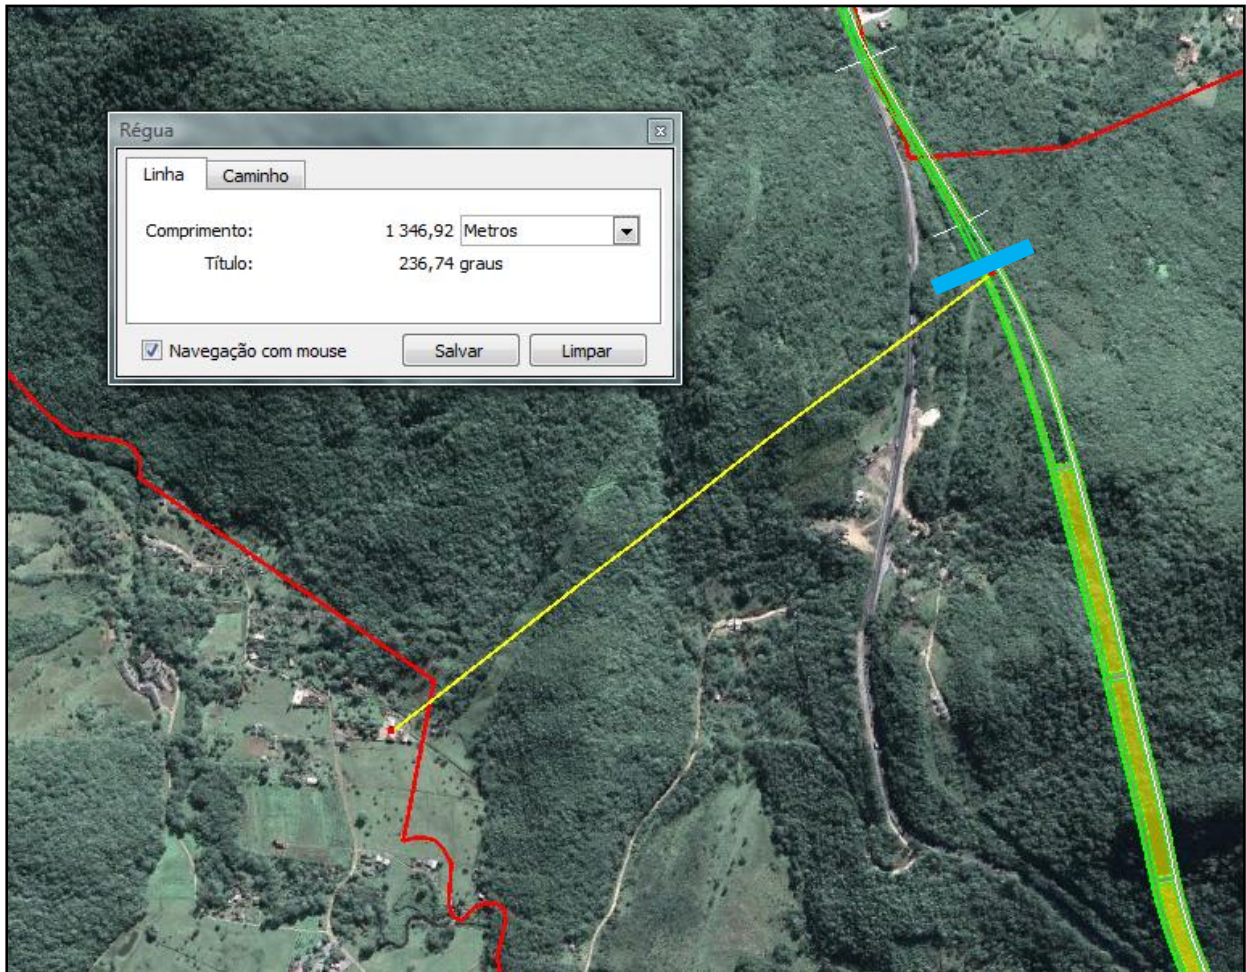 Régua
Linha Caminho
Comprimento: 1 346,92 Metros
Título: 236,74 graus
Navegação com mouse Salvar Limpar